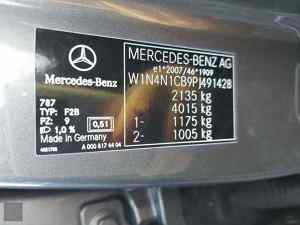 MERCEDES-BENZ AG
e1*2007/46*1909
W1N4N1CB9PJ491428
2135 kg
4015 kg
1- 1175 kg
2- 1005 kg
Mercedes-Benz
787
TYP: F2B
PZ: 9
1,0 % 0,51
Made in Germany
A 000 817 44 04